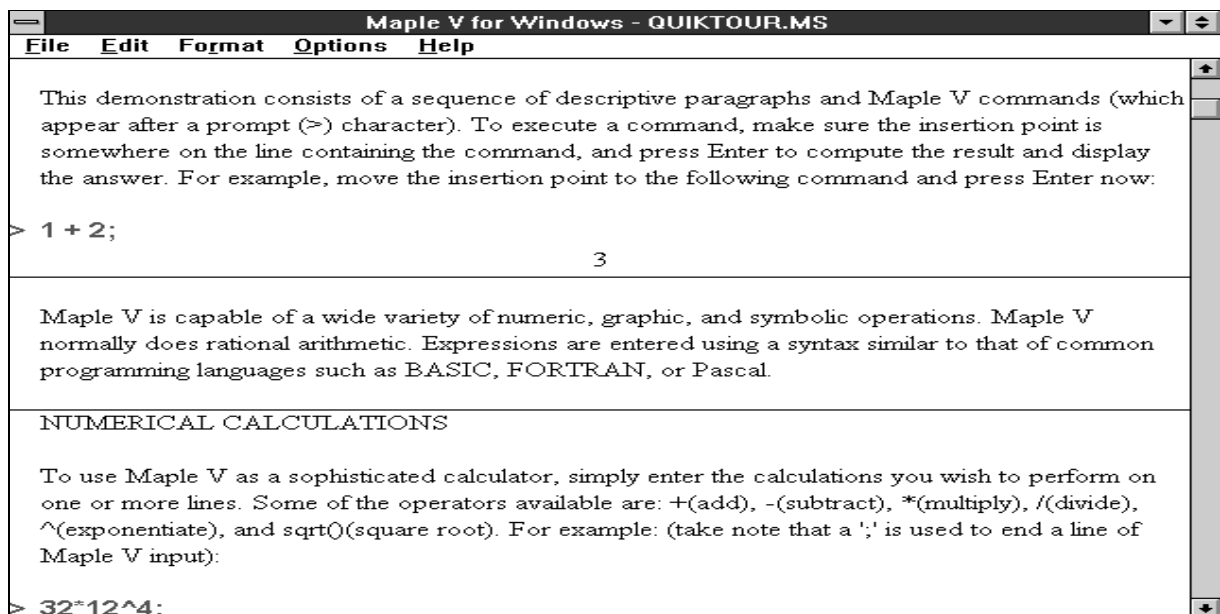 Maple V for Windows - QUIKTOUR.MS
File Edit Format Options Help
This demonstration consists of a sequence of descriptive paragraphs and Maple V commands (which
appear after a prompt (>) character). To execute a command, make sure the insertion point is
somewhere on the line containing the command, and press Enter to compute the result and display
the answer. For example, move the insertion point to the following command and press Enter now:
> 1 + 2;
3
Maple V is capable of a wide variety of numeric, graphic, and symbolic operations. Maple V
normally does rational arithmetic. Expressions are entered using a syntax similar to that of common
programming languages such as BASIC, FORTRAN, or Pascal.
NUMERICAL CALCULATIONS
To use Maple V as a sophisticated calculator, simply enter the calculations you wish to perform on
one or more lines. Some of the operators available are: +(add), -(subtract), *(multiply), /(divide),
^(exponentiate), and sqrt()(square root). For example: (take note that a ';' is used to end a line of
Maple V input):
> 32*12^4;